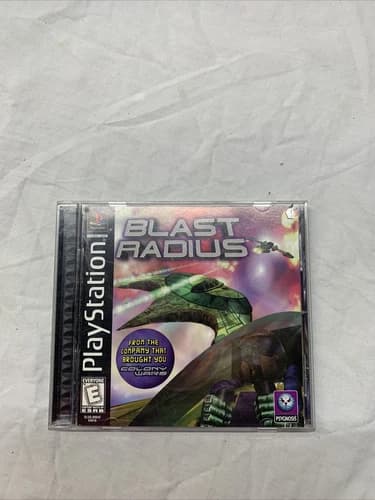 PlayStation
BLAST
RADIUS
FROM THE
COMPANY THAT
BROUGHT YOU
COLONY
WARS
EVERYONE
E
ESRB
PSYGNOSIS